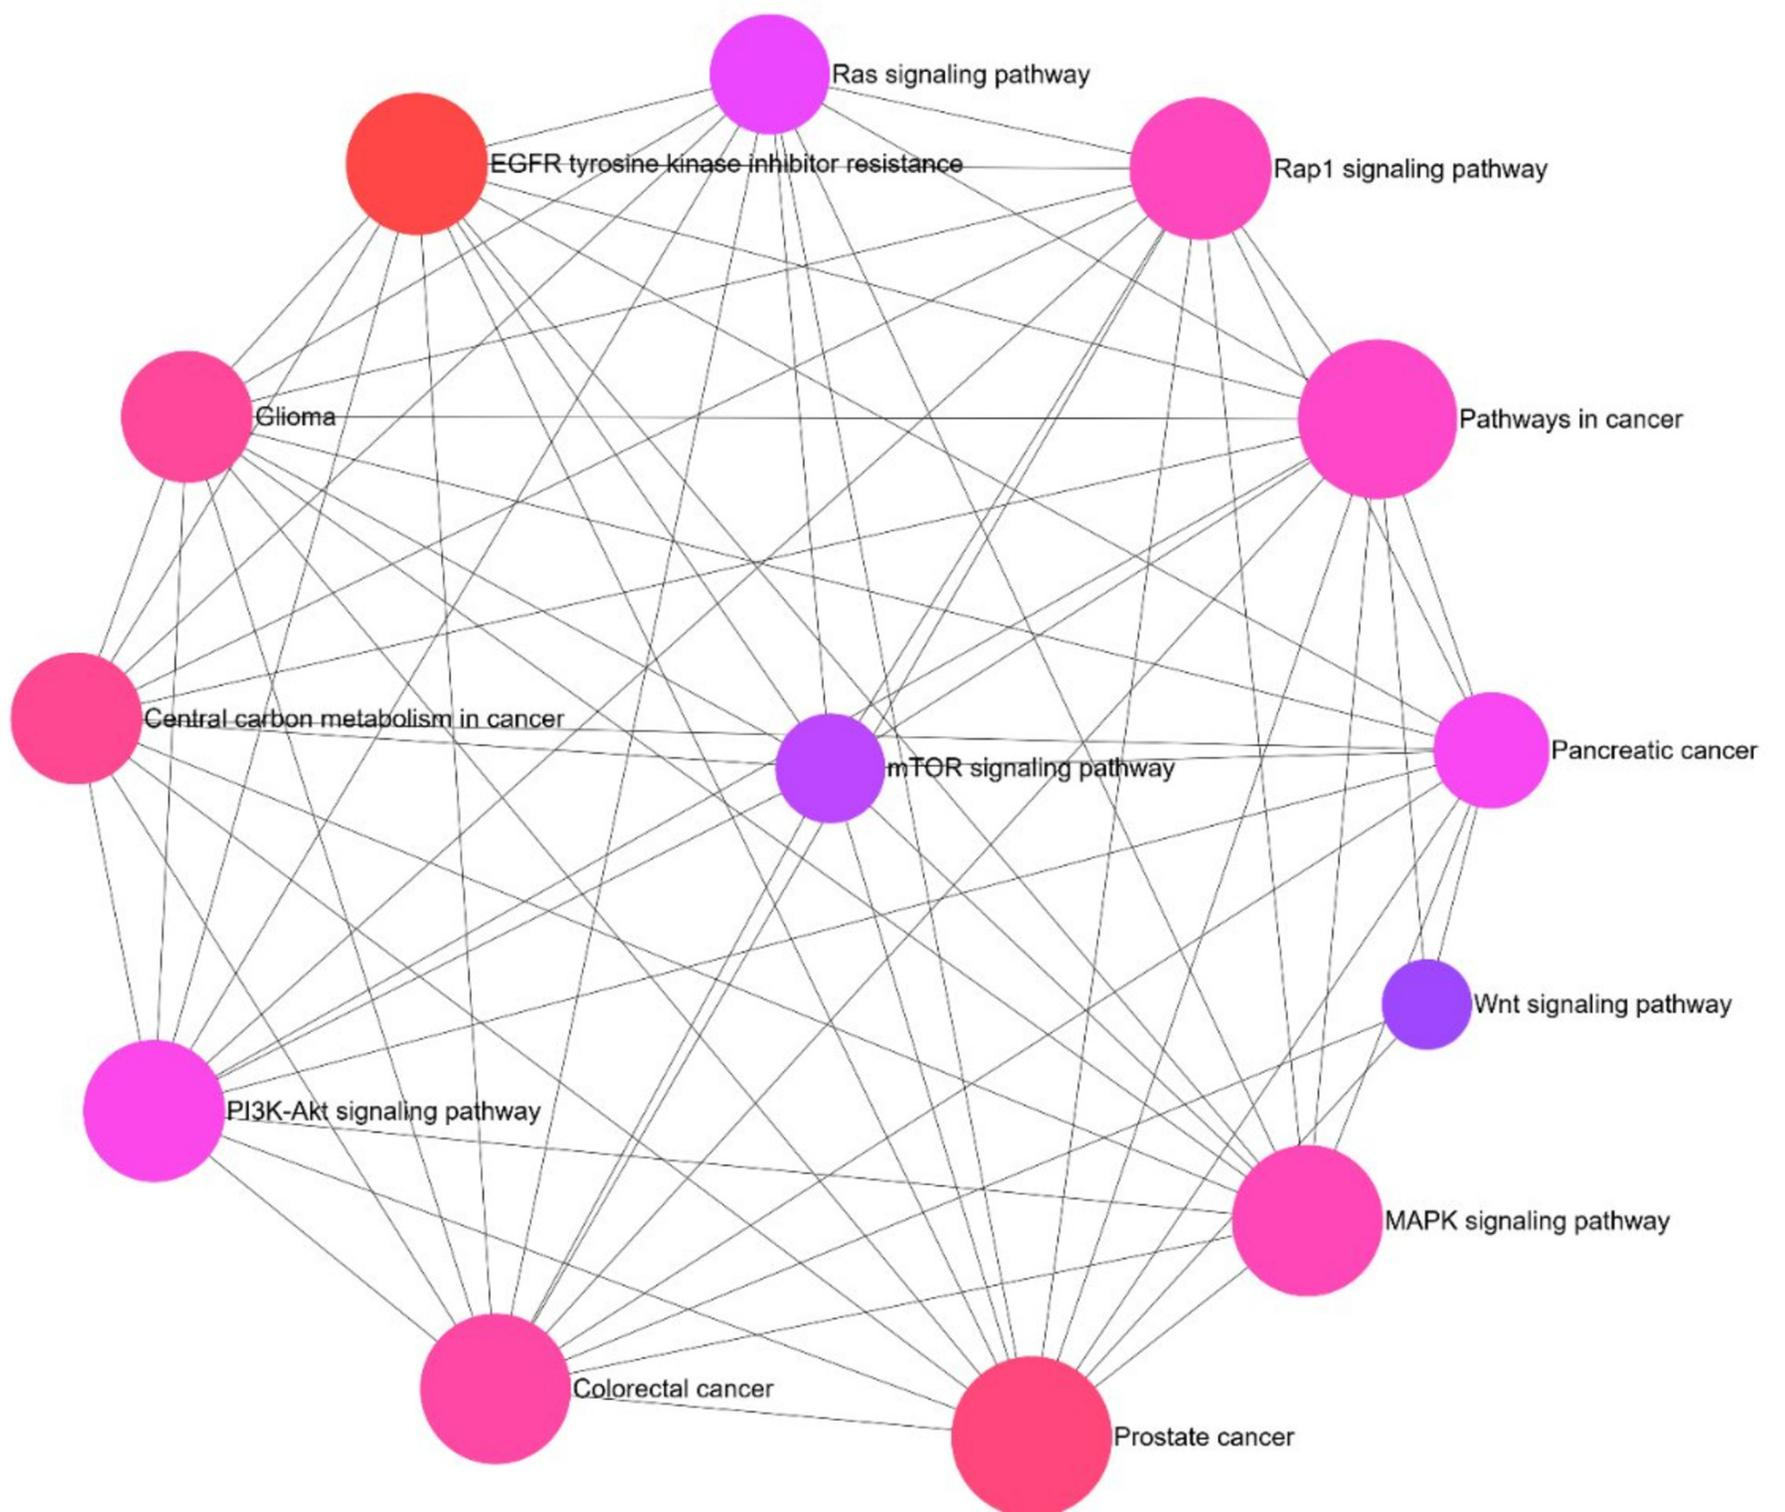 Ras signaling pathway
EGFR tyrosine kinase inhibitor resistance
Rap1 signaling pathway
Glioma
Pathways in cancer
Central carbon metabolism in cancer
mTOR signaling pathway
Pancreatic cancer
Wnt signaling pathway
PI3K-Akt signaling pathway
MAPK signaling pathway
Colorectal cancer
Prostate cancer